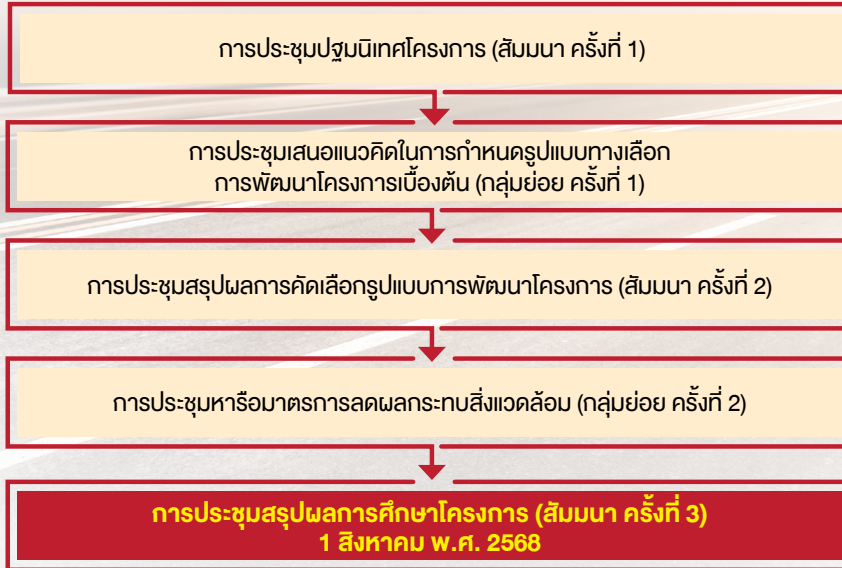 การประชุมปฐมนิเทศโครงการ (สัมมนา ครั้งที่ 1)
การประชุมเสนอแนวคิดในการกำหนดรูปแบบทางเลือก
การพัฒนาโครงการเบื้องต้น (กลุ่มย่อย ครั้งที่ 1)
การประชุมสรุปผลการคัดเลือกรูปแบบการพัฒนาโครงการ (สัมมนา ครั้งที่ 2)
การประชุมหารือมาตรการลดผลกระทบสิ่งแวดล้อม (กลุ่มย่อย ครั้งที่ 2)
การประชุมสรุปผลการศึกษาโครงการ (สัมมนา ครั้งที่ 3)
1 สิงหาคม พ.ศ. 2568